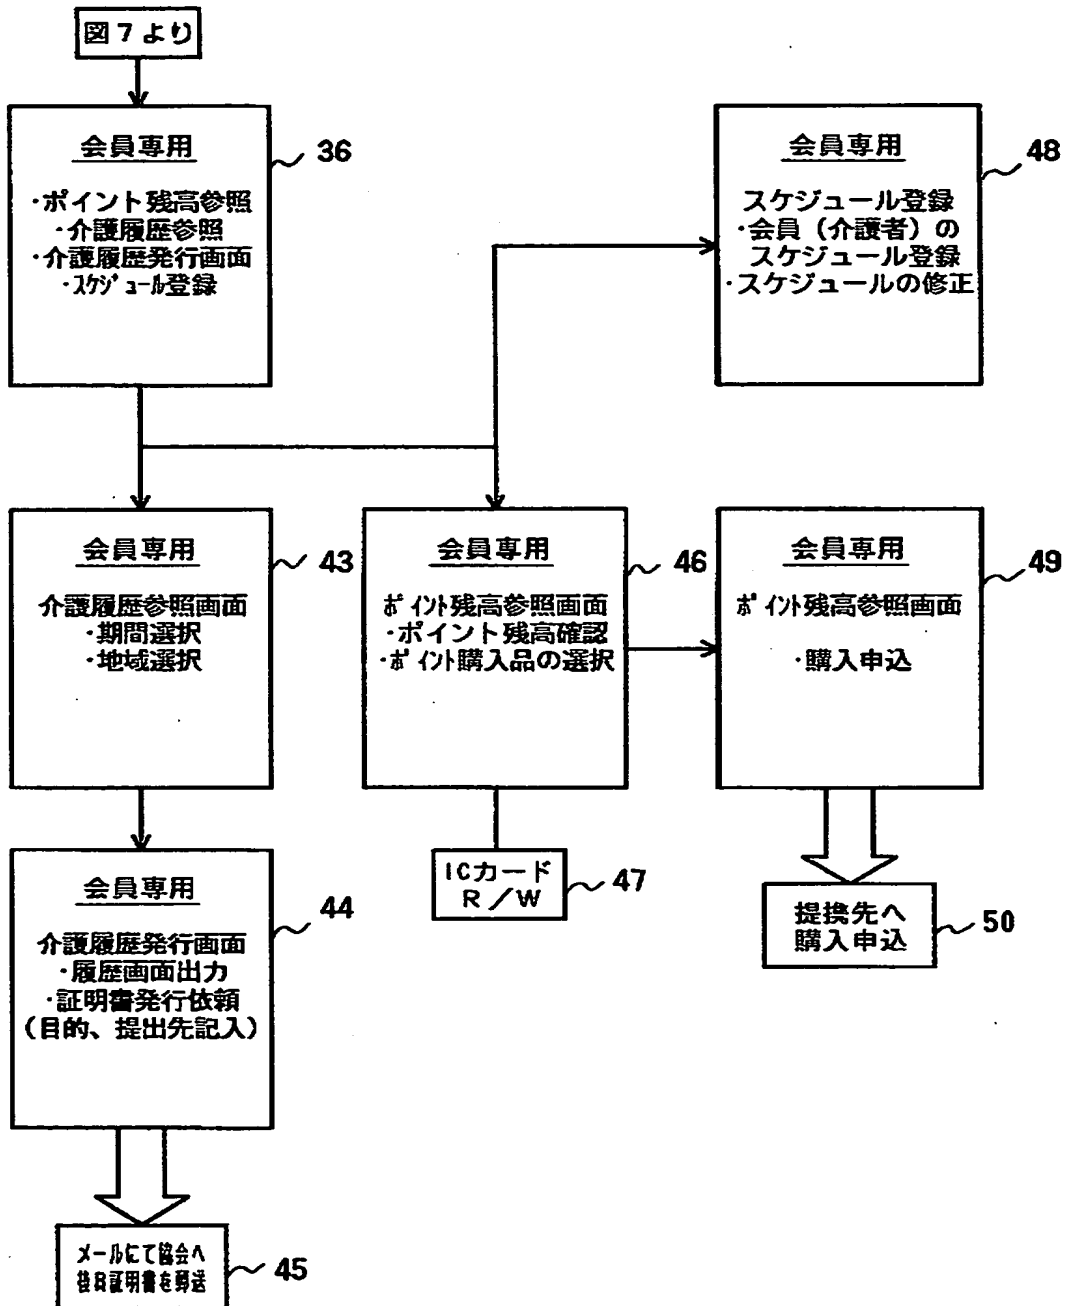 図７より
会員専用
・ポイント残高参照
・介護履歴参照
・介護履歴発行画面
・ｽｹｼﾞｭｰﾙ登録
36
会員専用
スケジュール登録
・会員（介護者）の
スケジュール登録
・スケジュールの修正
48
会員専用
介護履歴参照画面
・期間選択
・地域選択
43
会員専用
ﾎﾟｲﾝﾄ残高参照画面
・ポイント残高確認
・ﾎﾟｲﾝﾄ購入品の選択
46
会員専用
ﾎﾟｲﾝﾄ残高参照画面
・購入申込
49
会員専用
介護履歴発行画面
・履歴画面出力
・証明書発行依頼
（目的、提出先記入）
44
ICカード
Ｒ／Ｗ
47
提携先へ
購入申込
50
メールにて協会へ
後日証明書を郵送
45